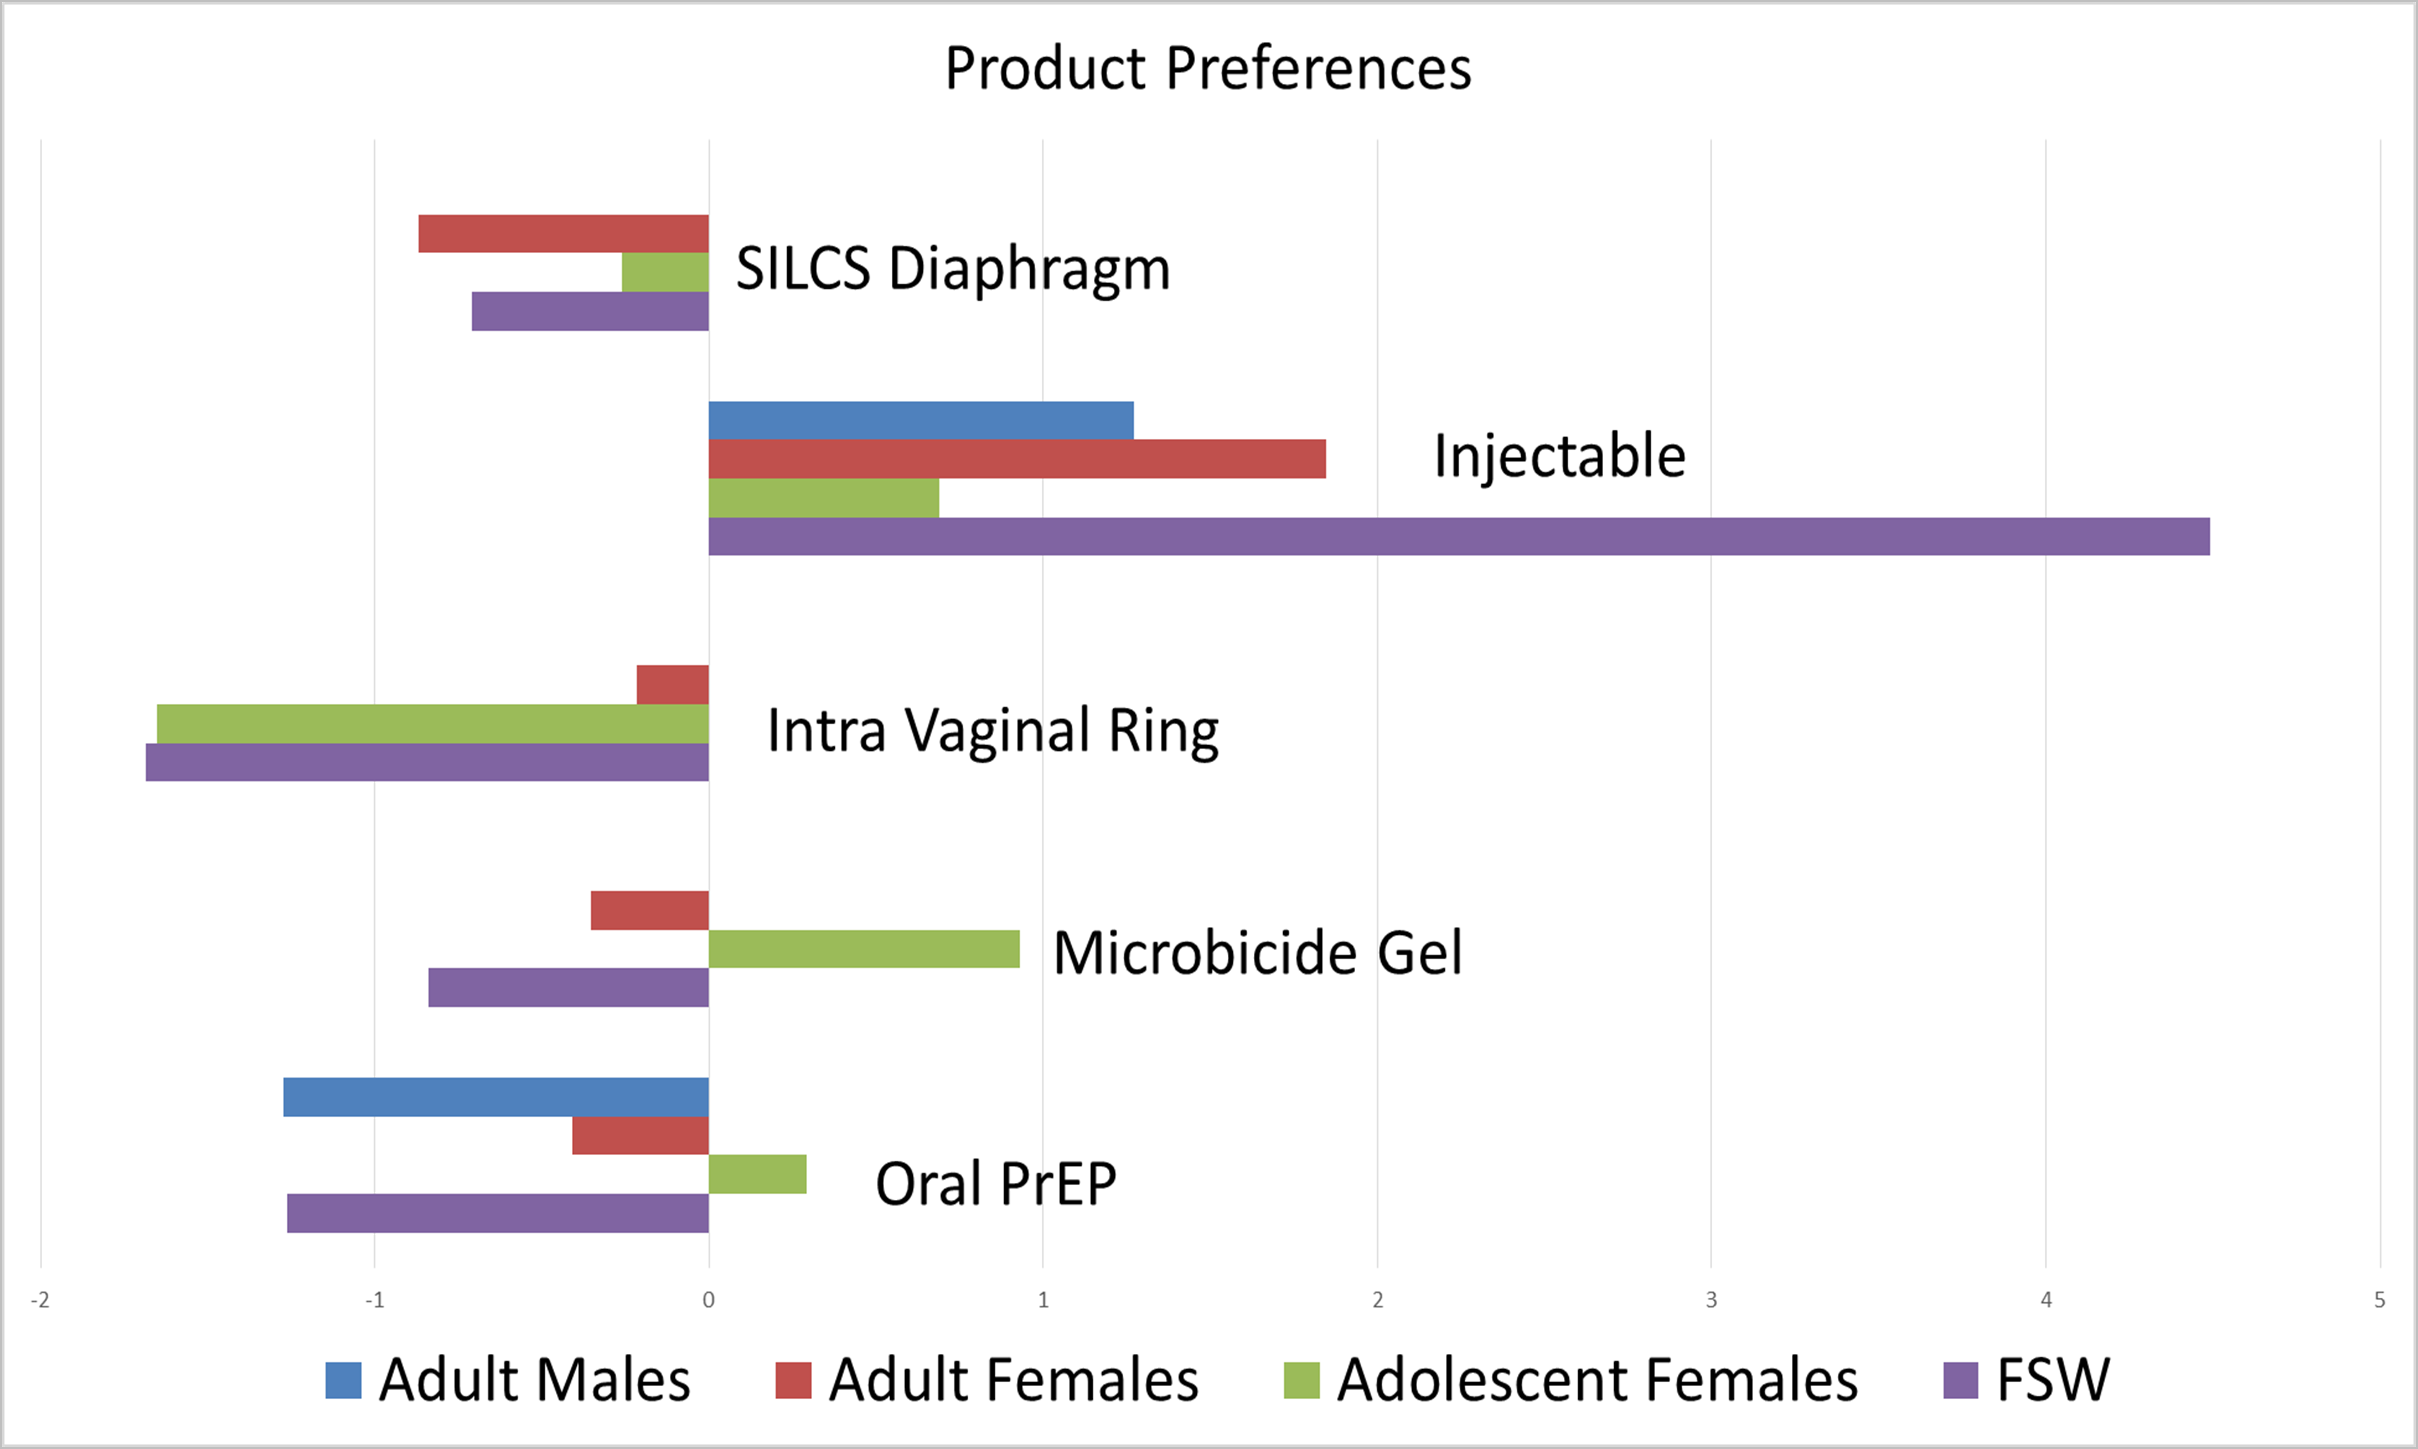 Product Preferences
SILCS Diaphragm
Injectable
Intra Vaginal Ring
Microbicide Gel
Oral PrEP
-2 -1 0 1 2 3 4 5
Adult Males Adult Females Adolescent Females FSW